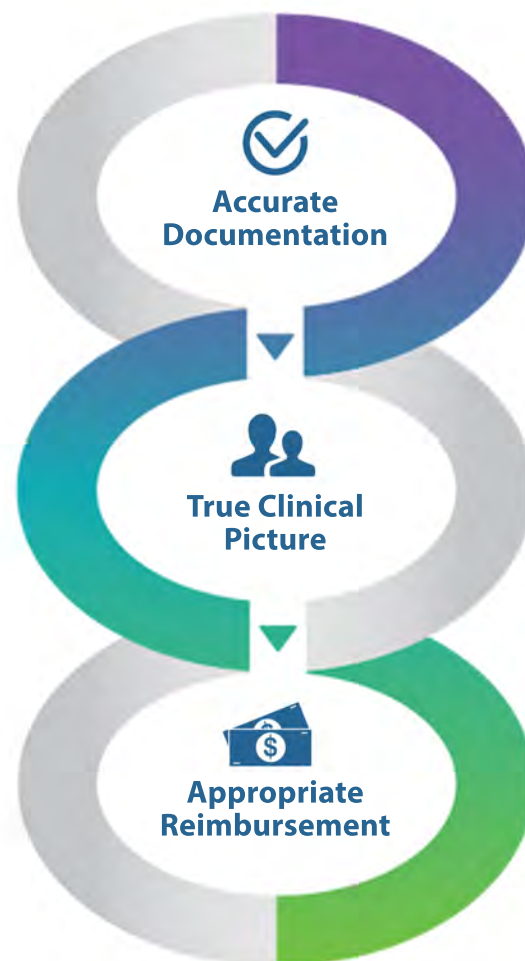 Accurate
Documentation
True Clinical
Picture
$
Appropriate
Reimbursement